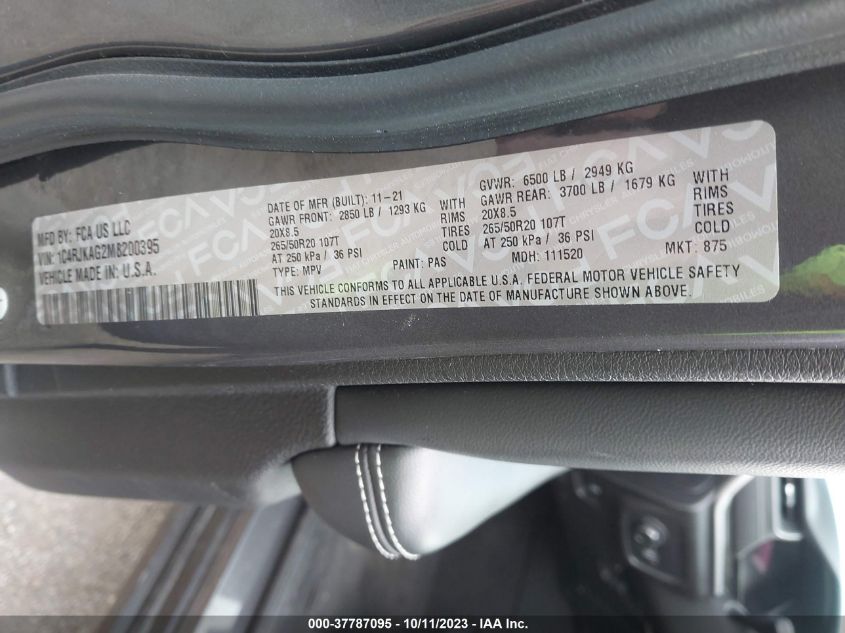 MFD BY: FCA US LLC
VIN: 1C4RJKAG2M8200395
VEHICLE MADE IN U.S.A.
DATE OF MFR (BUILT): 11-21
GAWR FRONT: 2850 LB / 1293 KG WITH
20X8.5 RIMS
265/50R20 107T TIRES
AT 250 kPa / 36 PSI COLD
TYPE: MPV PAINT: PAS
GVWR: 6500 LB / 2949 KG
GAWR REAR: 3700 LB / 1679 KG WITH
20X8.5 RIMS
265/50R20 107T TIRES
AT 250 kPa / 36 PSI COLD
MDH: 111520 MKT: 875
THIS VEHICLE CONFORMS TO ALL APPLICABLE U.S.A. FEDERAL MOTOR VEHICLE SAFETY
STANDARDS IN EFFECT ON THE DATE OF MANUFACTURE SHOWN ABOVE.
000-37787095 - 10/11/2023 - IAA Inc.